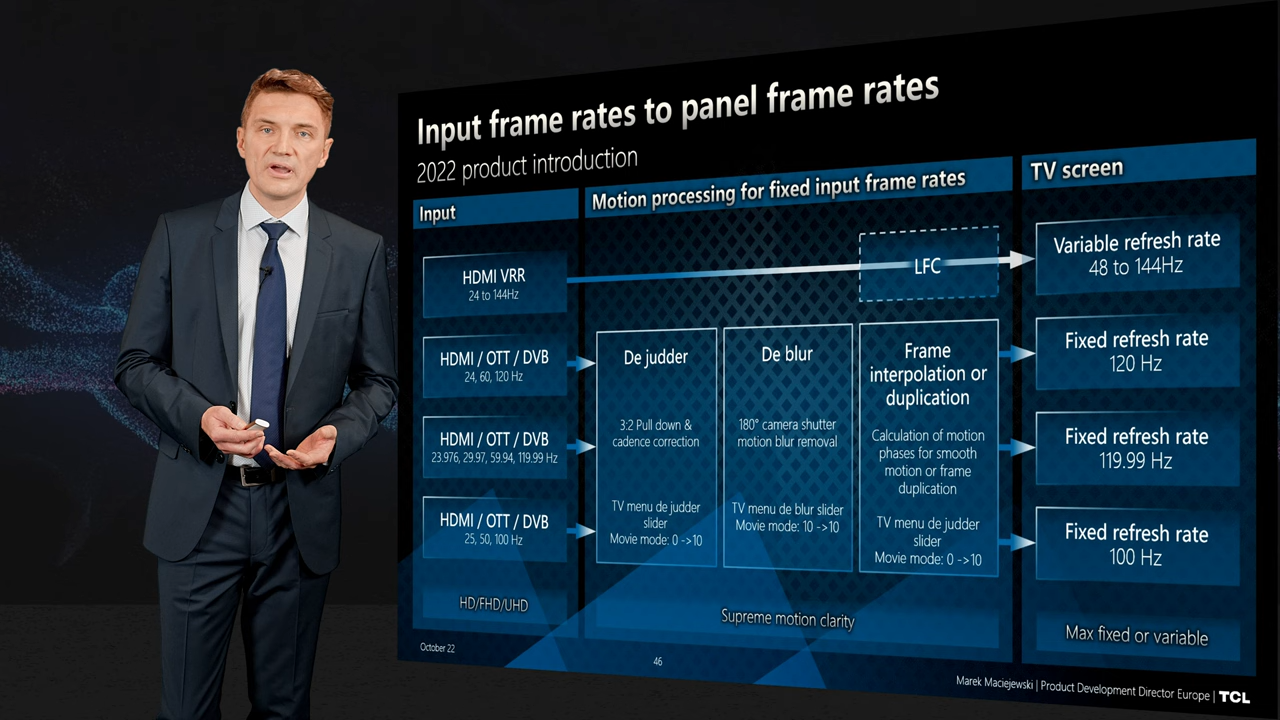 Input frame rates to panel frame rates
2022 product introduction
Input
HDMI VRR
24 to 144Hz
HDMI / OTT / DVB
24, 60, 120 Hz
HDMI / OTT / DVB
23.976, 29.97, 59.94, 119.99 Hz
HDMI / OTT / DVB
25, 50, 100 Hz
HD/FHD/UHD
Motion processing for fixed input frame rates
LFC
De judder
3:2 Pull down &
cadence correction
TV menu de judder
slider
Movie mode: 0 ->10
De blur
180° camera shutter
motion blur removal
TV menu de blur slider
Movie mode: 10 ->10
Frame
interpolation or
duplication
Calculation of motion
phases for smooth
motion or frame
duplication
TV menu de judder
slider
Movie mode: 0 ->10
Supreme motion clarity
TV screen
Variable refresh rate
48 to 144Hz
Fixed refresh rate
120 Hz
Fixed refresh rate
119.99 Hz
Fixed refresh rate
100 Hz
Max fixed or variable
October 22
46
Marek Maciejewski | Product Development Director Europe | TCL